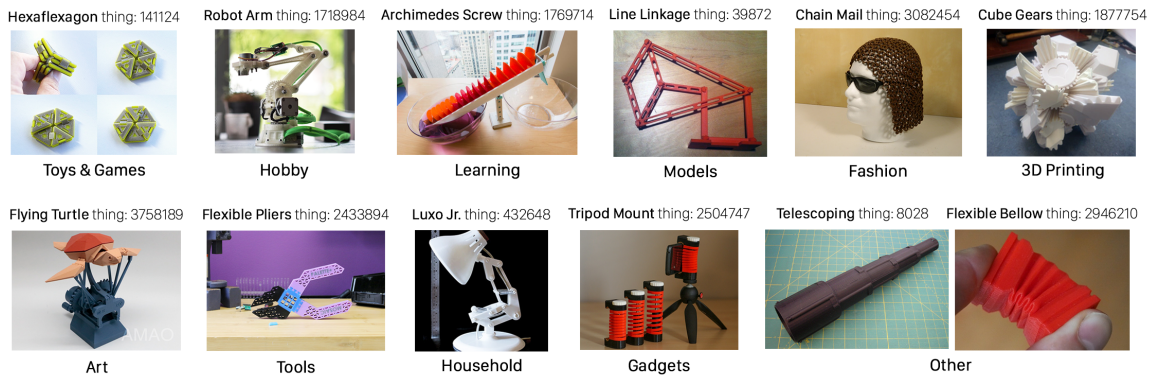 Hexaflexagon thing: 141124
Robot Arm thing: 1718984
Archimedes Screw thing: 1769714
Line Linkage thing: 39872
Chain Mail thing: 3082454
Cube Gears thing: 1877754
Toys & Games
Hobby
Learning
Models
Fashion
3D Printing
Flying Turtle thing: 3758189
Flexible Pliers thing: 2433894
Luxo Jr. thing: 432648
Tripod Mount thing: 2504747
Telescoping thing: 8028
Flexible Bellow thing: 2946210
AMAO
Art
Tools
Household
Gadgets
Other